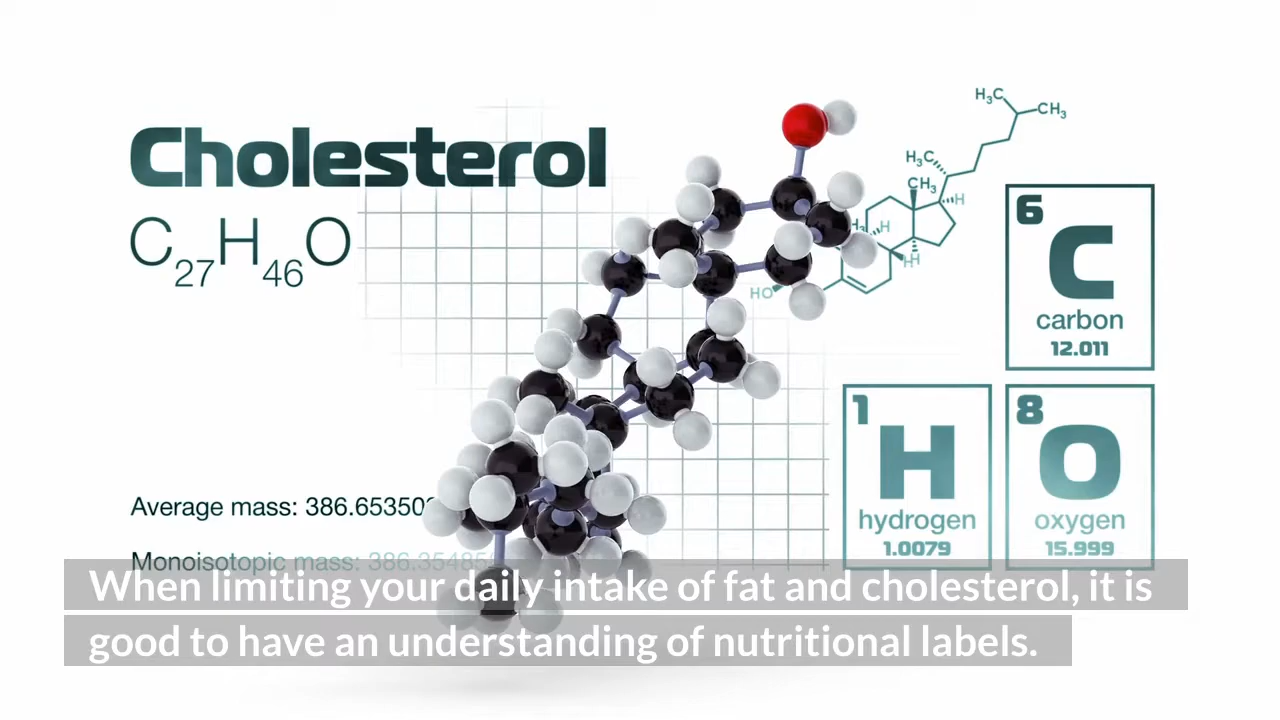 Cholesterol
C27H46O
H3C
CH3
H3C
CH3
H
H
H
H
HO
6
C
carbon
12.011
1
H
hydrogen
1.0079
8
O
oxygen
15.999
Average mass: 386.65350
Monoisotopic mass: 386.35485
When limiting your daily intake of fat and cholesterol, it is
good to have an understanding of nutritional labels.